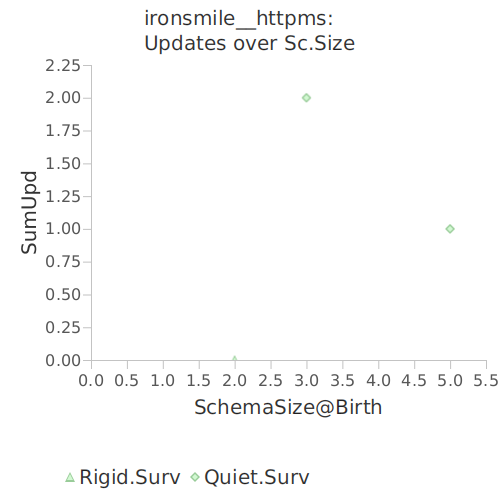 ironsmile__httpms:
Updates over Sc.Size
2.25
2.00
1.75
1.50
1.25
1.00
0.75
0.50
0.25
0.00
SumUpd
0.0 0.5 1.0 1.5 2.0 2.5 3.0 3.5 4.0 4.5 5.0 5.5
SchemaSize@Birth
Rigid.Surv Quiet.Surv